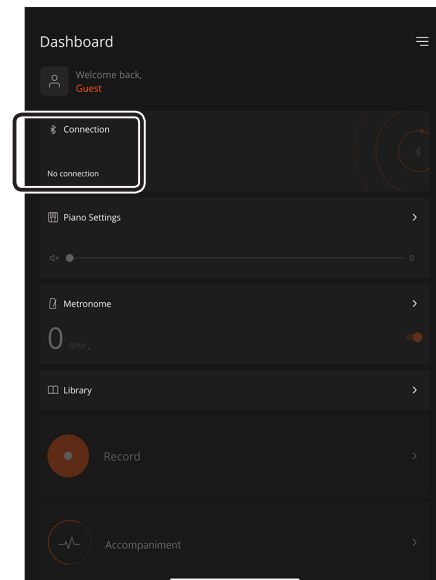 Dashboard
Welcome back,
Guest
Connection
No connection
Piano Settings
0
Metronome
0 BPM .
Library
Record
Accompaniment